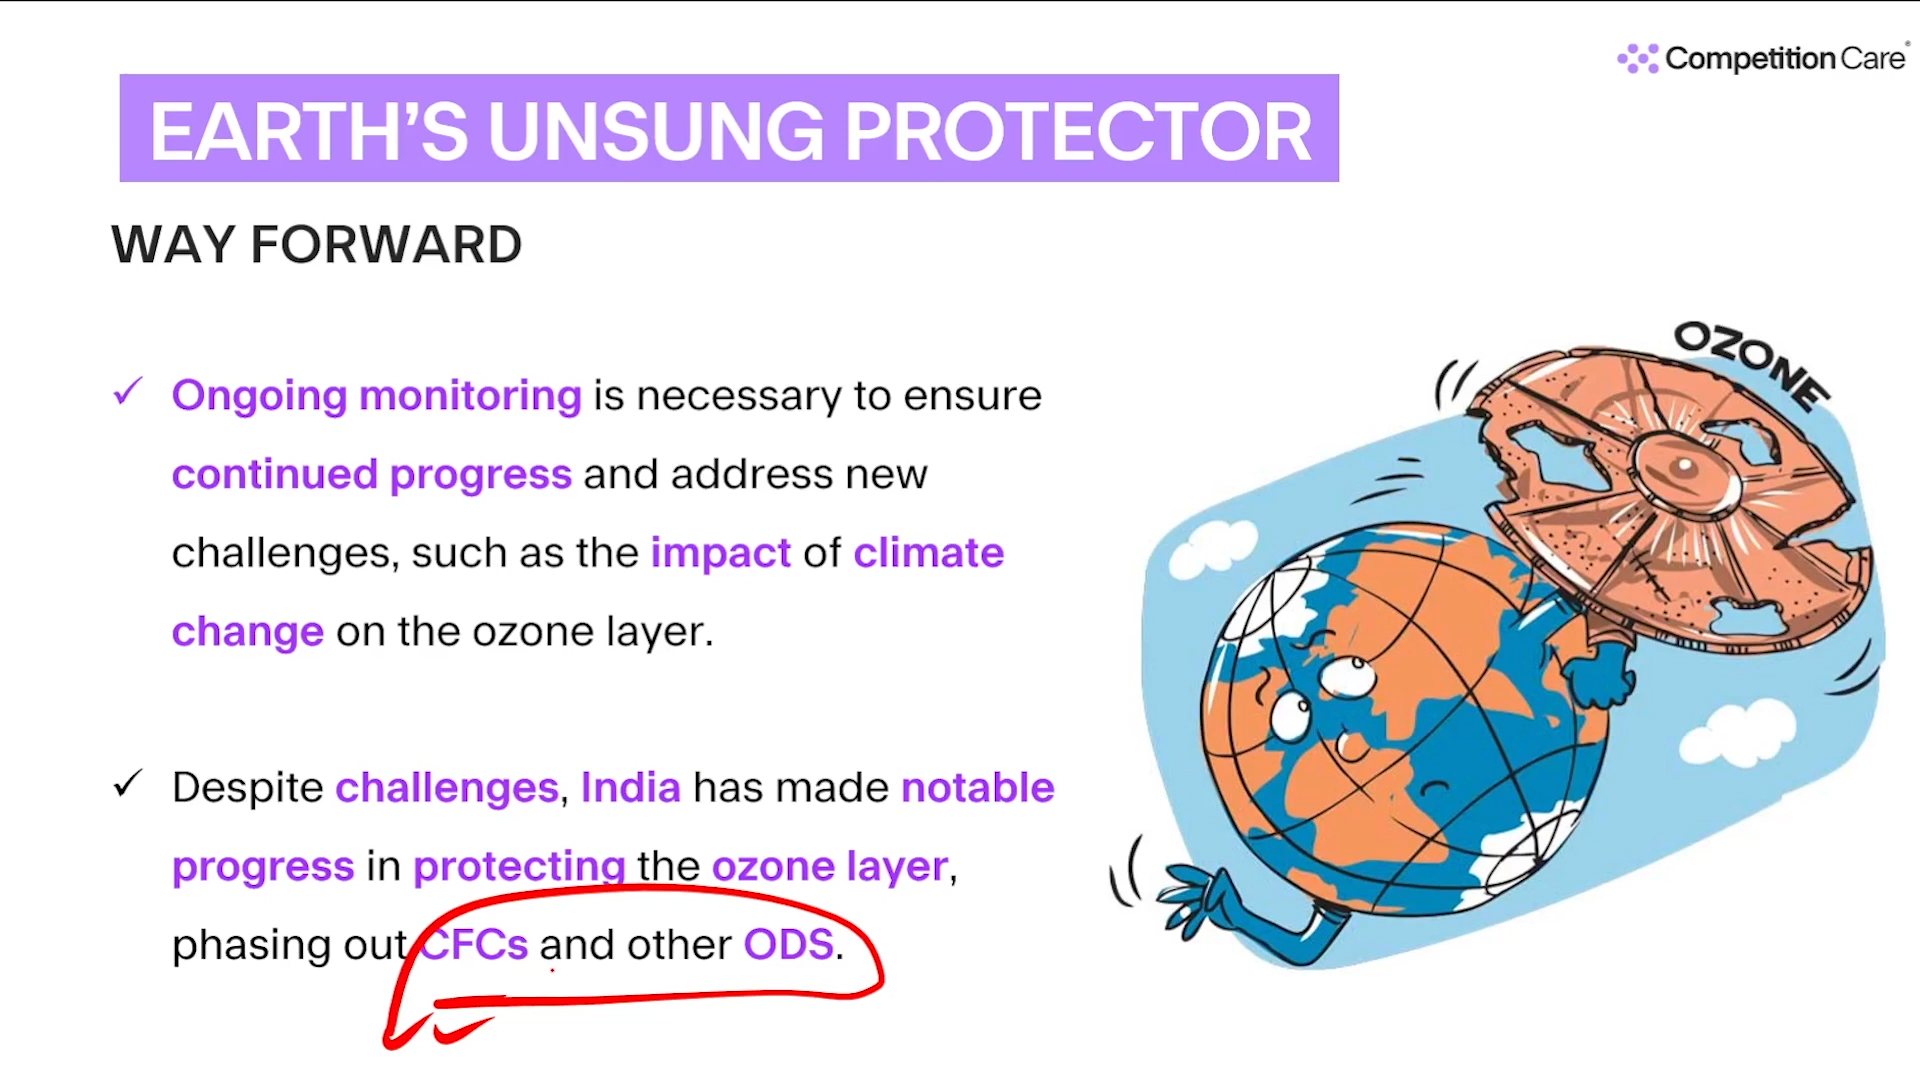 Competition Care
EARTH’S UNSUNG PROTECTOR
WAY FORWARD
✓ Ongoing monitoring is necessary to ensure
continued progress and address new
challenges, such as the impact of climate
change on the ozone layer.
✓ Despite challenges, India has made notable
progress in protecting the ozone layer,
phasing out CFCs and other ODS.
OZONE